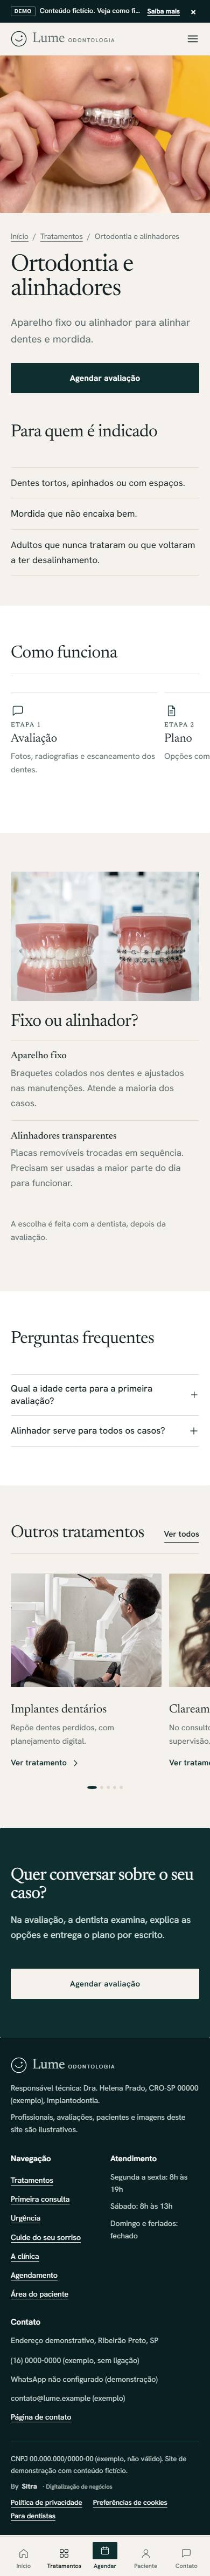 DEMO Conteúdo fictício. Veja como fi... Saiba mais ×
Lume ODONTOLOGIA
Início / Tratamentos / Ortodontia e alinhadores
Ortodontia e
alinhadores
Aparelho fixo ou alinhador para alinhar
dentes e mordida.
Agendar avaliação
Para quem é indicado
Dentes tortos, apinhados ou com espaços.
Mordida que não encaixa bem.
Adultos que nunca trataram ou que voltaram
a ter desalinhamento.
Como funciona
ETAPA 1
Avaliação
Fotos, radiografias e escaneamento dos
dentes.
ETAPA 2
Plano
Opções com
Fixo ou alinhador?
Aparelho fixo
Braquetes colados nos dentes e ajustados
nas manutenções. Atende a maioria dos
casos.
Alinhadores transparentes
Placas removíveis trocadas em sequência.
Precisam ser usadas a maior parte do dia
para funcionar.
A escolha é feita com a dentista, depois da
avaliação.
Perguntas frequentes
Qual a idade certa para a primeira
avaliação?
Alinhador serve para todos os casos?
Outros tratamentos
Ver todos
Implantes dentários
Repõe dentes perdidos, com
planejamento digital.
Ver tratamento
Claream
No consulto
supervisão.
Ver tratame
Quer conversar sobre o seu
caso?
Na avaliação, a dentista examina, explica as
opções e entrega o plano por escrito.
Agendar avaliação
Lume ODONTOLOGIA
Responsável técnica: Dra. Helena Prado, CRO-SP 00000
(exemplo), Implantodontia.
Profissionais, avaliações, pacientes e imagens deste
site são ilustrativos.
Navegação
Tratamentos
Primeira consulta
Urgência
Cuide do seu sorriso
A clínica
Agendamento
Área do paciente
Atendimento
Segunda a sexta: 8h às
19h
Sábado: 8h às 13h
Domingo e feriados:
fechado
Contato
Endereço demonstrativo, Ribeirão Preto, SP
(16) 0000-0000 (exemplo, sem ligação)
WhatsApp não configurado (demonstração)
contato@lume.example (exemplo)
Página de contato
CNPJ 00.000.000/0000-00 (exemplo, não válido). Site de
demonstração com conteúdo fictício.
By Sitra · Digitalização de negócios
Política de privacidade Preferências de cookies
Para dentistas
Início Tratamentos Agendar Paciente Contato